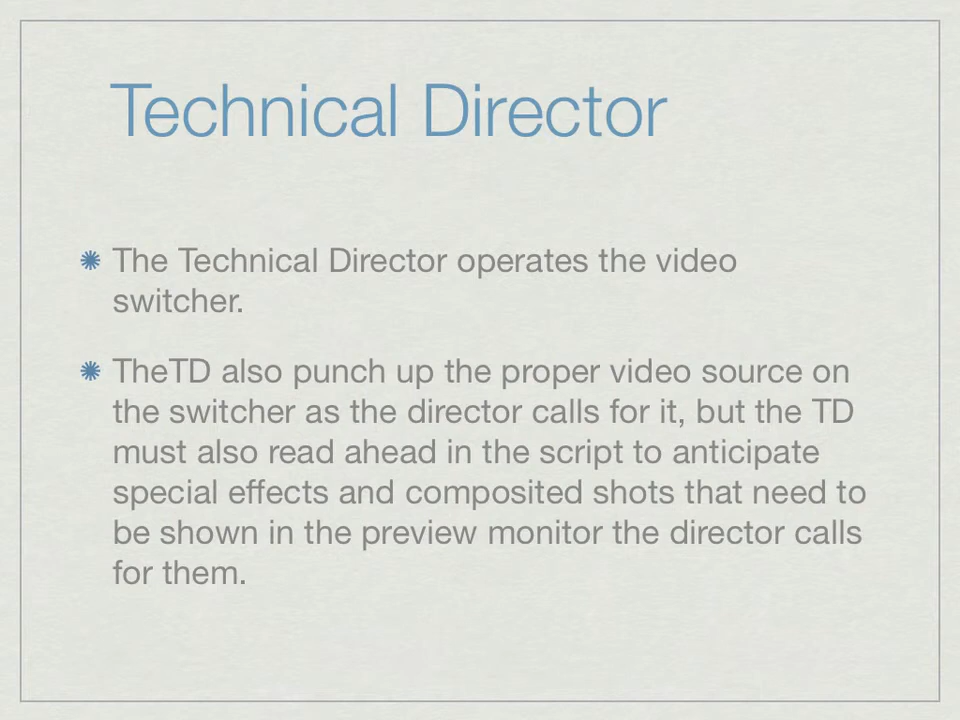 Technical Director
The Technical Director operates the video
switcher.
TheTD also punch up the proper video source on
the switcher as the director calls for it, but the TD
must also read ahead in the script to anticipate
special effects and composited shots that need to
be shown in the preview monitor the director calls
for them.